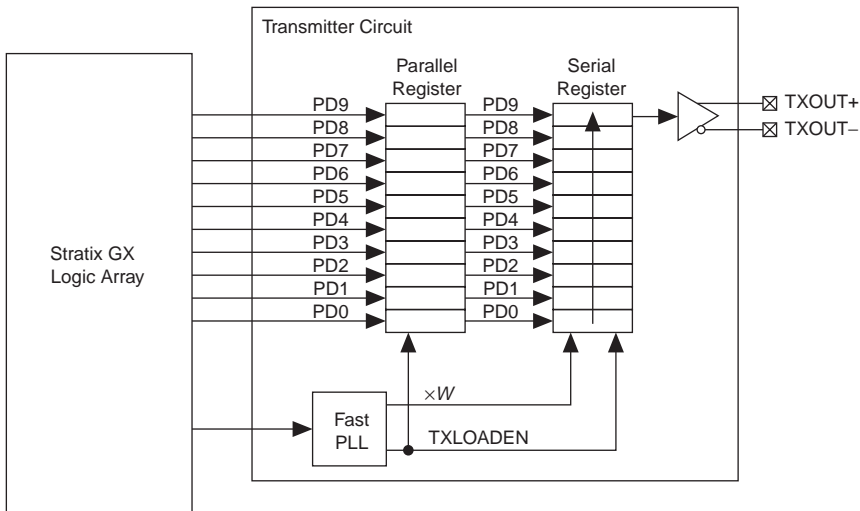 Transmitter Circuit
Parallel
Register
Serial
Register
PD9
PD8
PD7
PD6
PD5
PD4
PD3
PD2
PD1
PD0
PD9
PD8
PD7
PD6
PD5
PD4
PD3
PD2
PD1
PD0
TXOUT+
TXOUT−
Stratix GX
Logic Array
Fast
PLL
×W
TXLOADEN